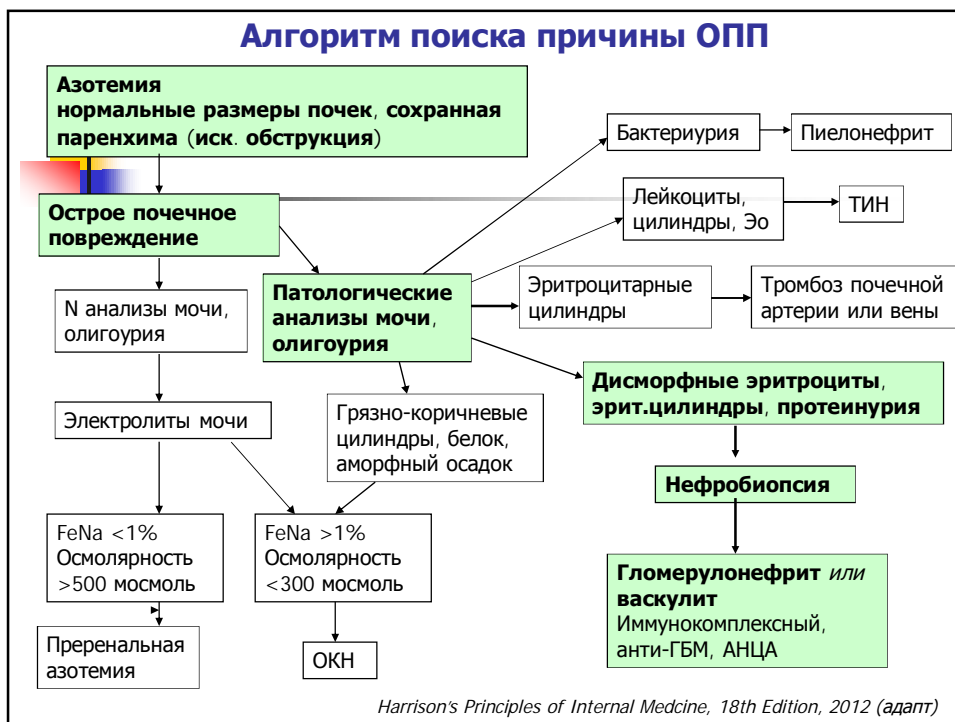 Алгоритм поиска причины ОПП
Азотемия
нормальные размеры почек, сохранная
паренхима (иск. обструкция)
Бактериурия
Пиелонефрит
Острое почечное
повреждение
Лейкоциты,
цилиндры, Эо
ТИН
N анализы мочи,
олигоурия
Патологические
анализы мочи,
олигоурия
Эритроцитарные
цилиндры
Тромбоз почечной
артерии или вены
Электролиты мочи
Грязно-коричневые
цилиндры, белок,
аморфный осадок
Дисморфные эритроциты,
эрит.цилиндры, протеинурия
Нефробиопсия
FeNa <1%
Осмолярность
>500 мосмоль
FeNa >1%
Осмолярность
<300 мосмоль
Гломерулонефрит или
васкулит
Иммунокомплексный,
анти-ГБМ, АНЦА
Преренальная
азотемия
ОКН
Harrison's Principles of Internal Medcine, 18th Edition, 2012 (адапт)